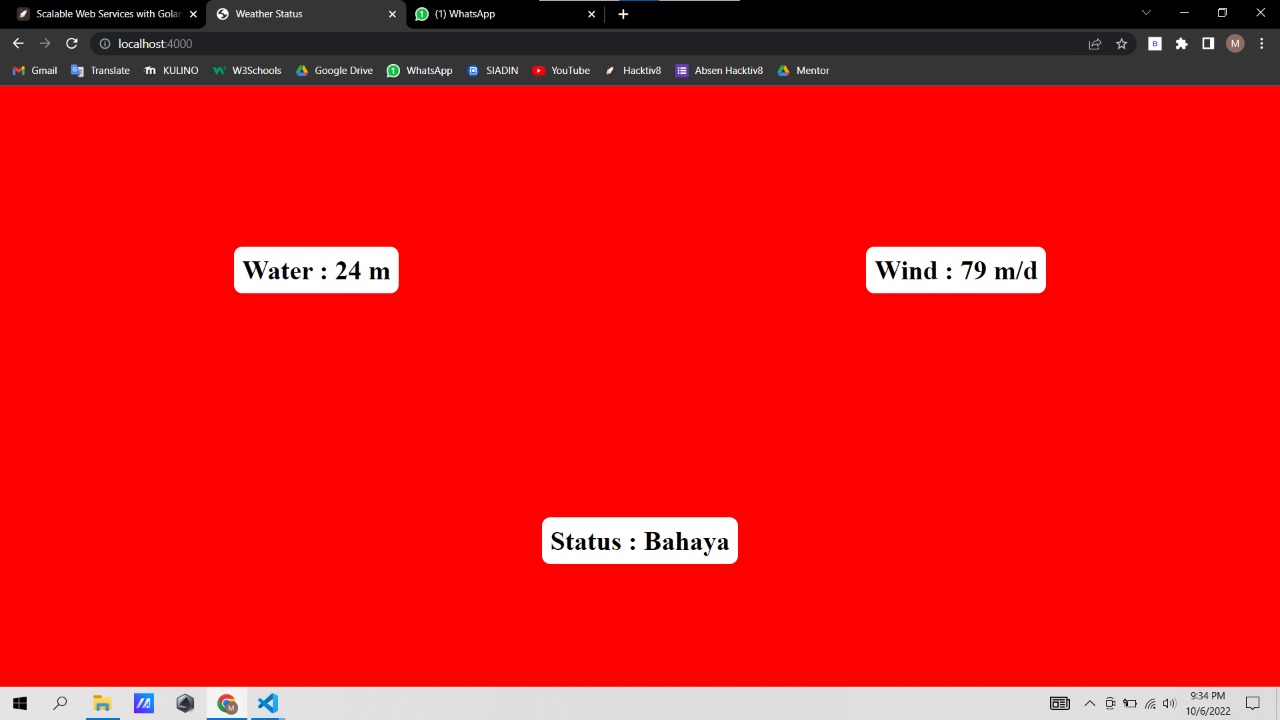 Scalable Web Services with Golan
Weather Status
(1) WhatsApp
localhost:4000
Gmail
Translate
KULINO
W3Schools
Google Drive
WhatsApp
SIADIN
YouTube
Hacktiv8
Absen Hacktiv8
Mentor
Water : 24 m
Wind : 79 m/d
Status : Bahaya
9:34 PM
10/6/2022